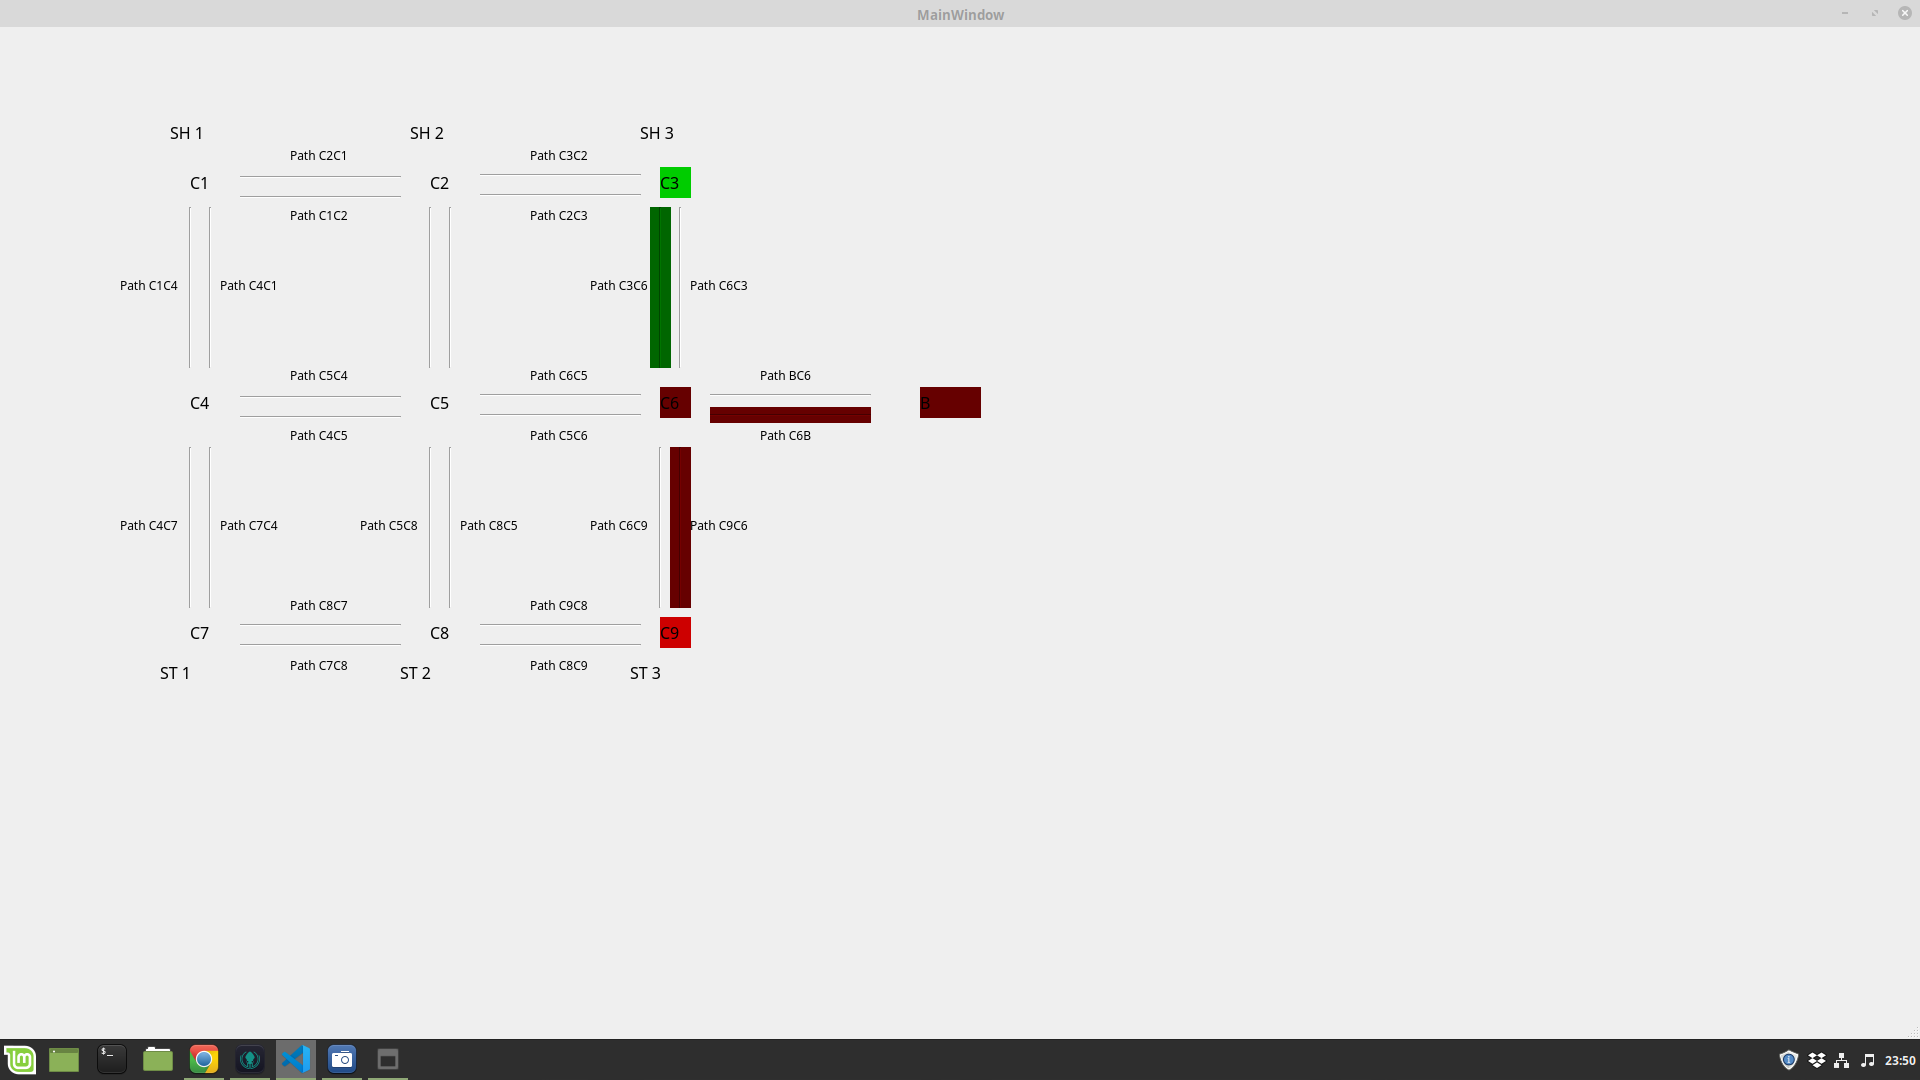 MainWindow
SH 1
SH 2
SH 3
Path C2C1
Path C3C2
C1
C2
C3
Path C1C2
Path C2C3
Path C1C4
Path C4C1
Path C3C6
Path C6C3
Path C5C4
Path C6C5
Path BC6
C4
C5
C6
B
Path C4C5
Path C5C6
Path C6B
Path C4C7
Path C7C4
Path C5C8
Path C8C5
Path C6C9
Path C9C6
Path C8C7
Path C9C8
C7
C8
C9
Path C7C8
Path C8C9
ST 1
ST 2
ST 3
$_
23:50